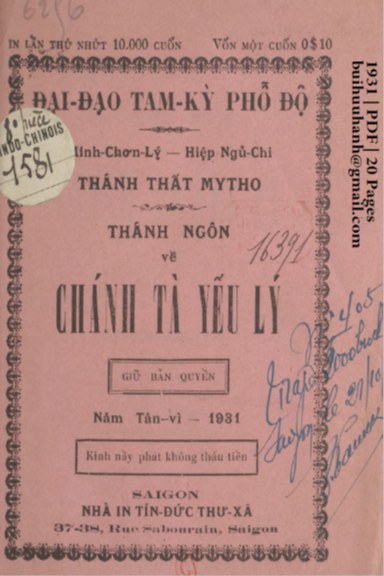 6256
IN LẦN THỨ NHỨT 10.000 CUỐN VỐN MỘT CUỐN 0$10
ĐẠI-ĐẠO TAM-KỲ PHỔ ĐỘ
INDO-CHINOIS
1581
Minh-Chơn-Lý — Hiệp Ngũ-Chi
THÁNH THẤT MYTHO
THÁNH NGÔN
16391
về
CHÁNH TÀ YẾU LÝ
GIỮ BẢN QUYỀN
Năm Tân-vì — 1931
Kinh nầy phát không thâu tiền
SAIGON
NHÀ IN TÍN-ĐỨC THƯ-XÃ
37-38, Rue Sabourain, Saigon
1931 | PDF | 20 Pages
buihuuhanh@gmail.com